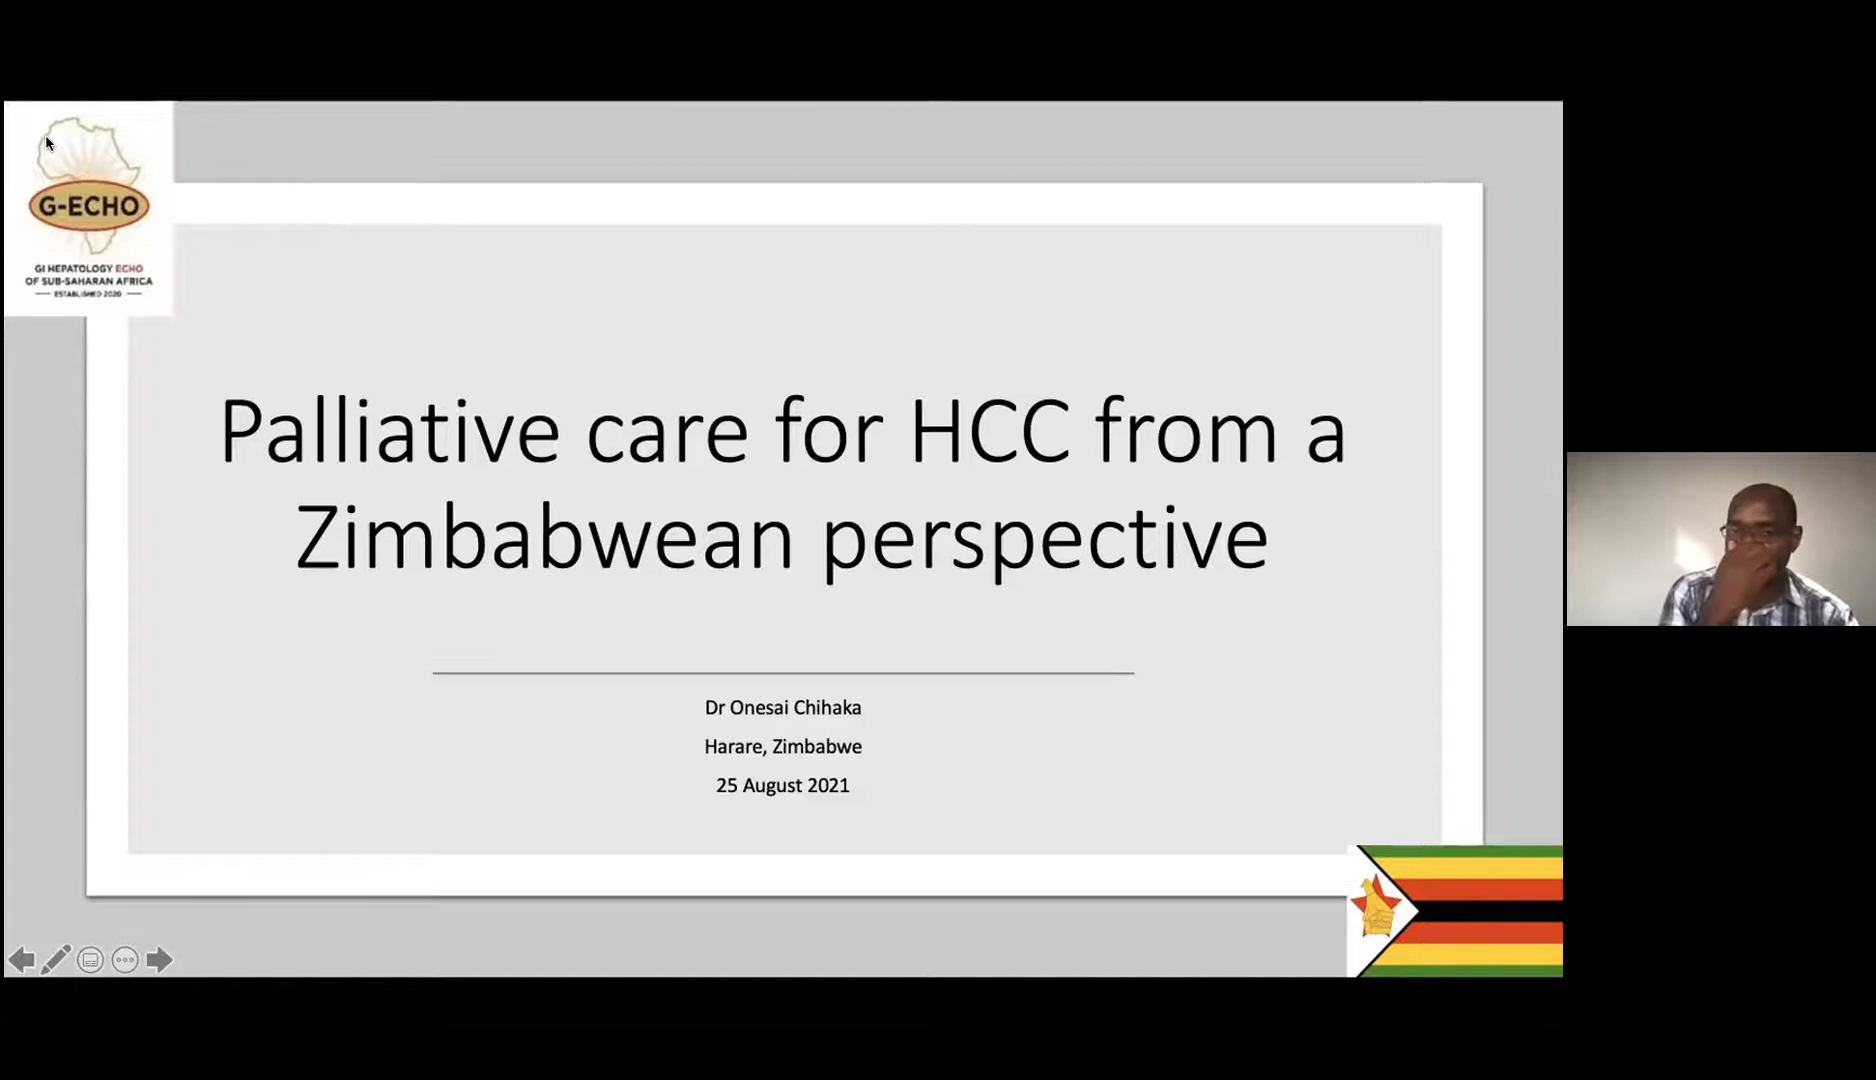 G-ECHO
GI HEPATOLOGY ECHO
OF SUB-SAHARAN AFRICA
ESTABLISHED 2020
Palliative care for HCC from a
Zimbabwean perspective
Dr Onesai Chihaka
Harare, Zimbabwe
25 August 2021